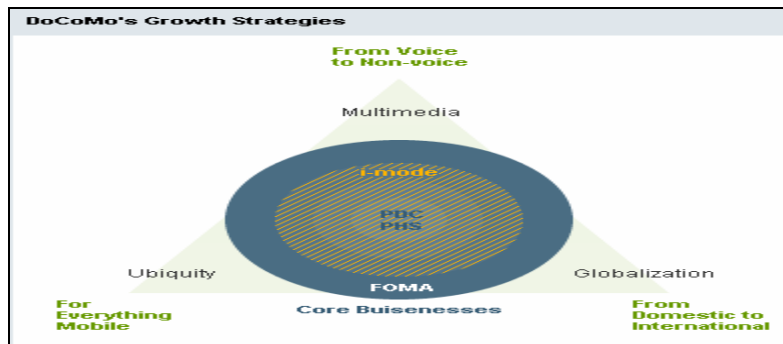 DoCoMo's Growth Strategies
From Voice
to Non-voice
Multimedia
i-mode
PDC
PHS
Ubiquity
Globalization
FOMA
For
Everything
Mobile
Core Buisenesses
From
Domestic to
International